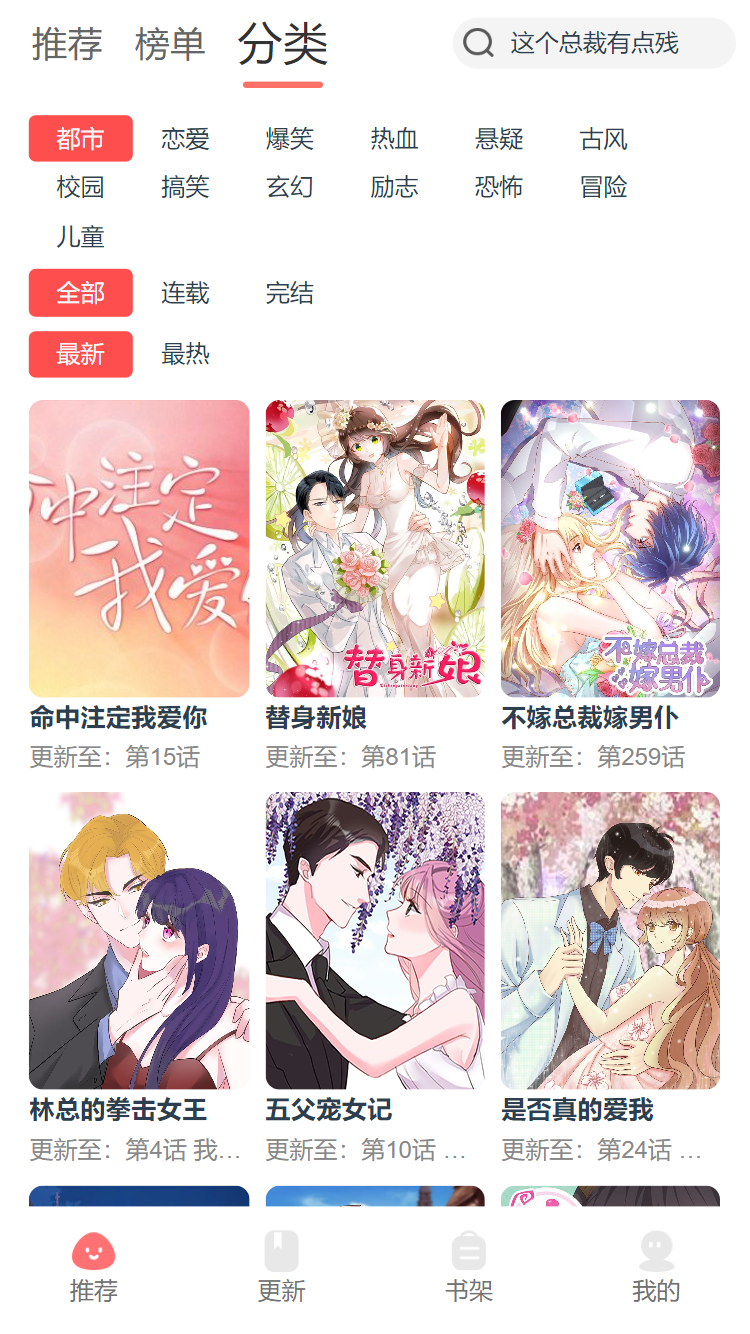 推荐 榜单 分类 这个总裁有点残
都市 恋爱 爆笑 热血 悬疑 古风
校园 搞笑 玄幻 励志 恐怖 冒险
儿童
全部 连载 完结
最新 最热
中注定
我爱
替身新娘
不嫁总裁
嫁男仆
命中注定我爱你 替身新娘 不嫁总裁嫁男仆
更新至：第15话 更新至：第81话 更新至：第259话
林总的拳击女王 五父宠女记 是否真的爱我
更新至：第4话 我… 更新至：第10话 … 更新至：第24话 …
推荐 更新 书架 我的